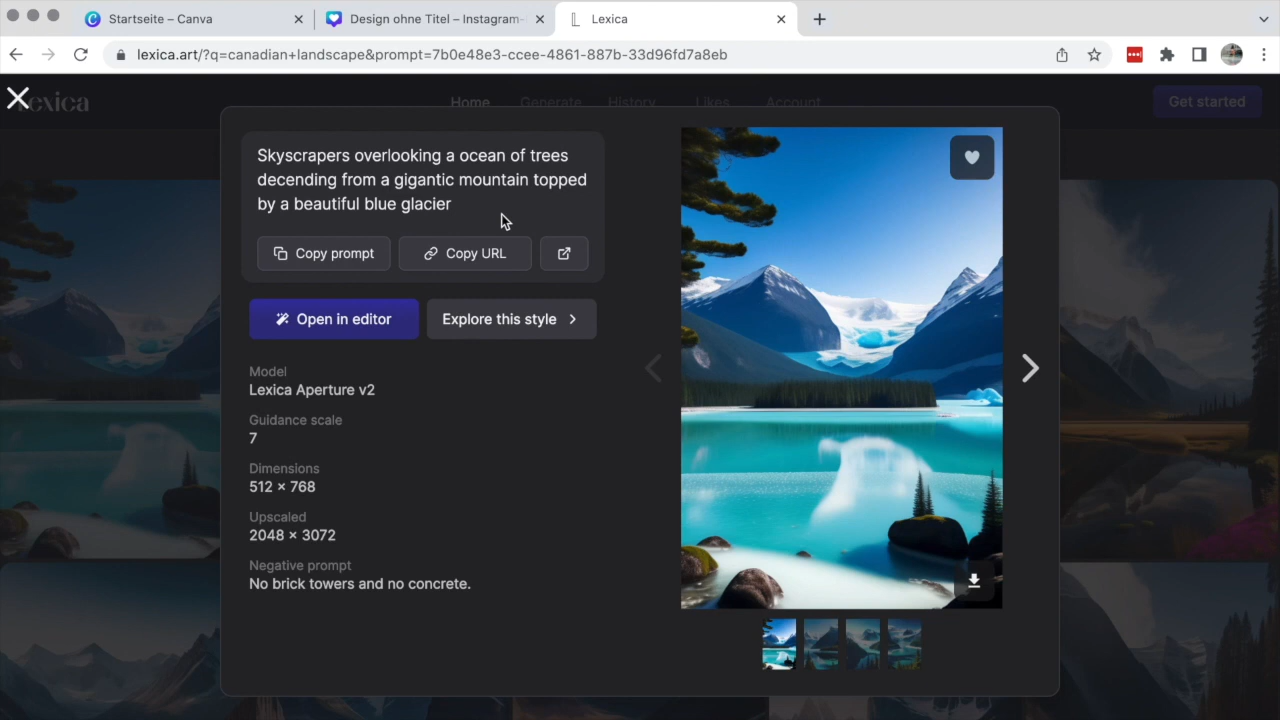 Startseite – Canva
Design ohne Titel – Instagram-
Lexica
lexica.art/?q=canadian+landscape&prompt=7b0e48e3-ccee-4861-887b-33d96fd7a8eb
exica
Home
Generate
History
Likes
Account
Get started
Skyscrapers overlooking a ocean of trees
decending from a gigantic mountain topped
by a beautiful blue glacier
Copy prompt
Copy URL
Open in editor
Explore this style
Model
Lexica Aperture v2
Guidance scale
7
Dimensions
512 × 768
Upscaled
2048 × 3072
Negative prompt
No brick towers and no concrete.